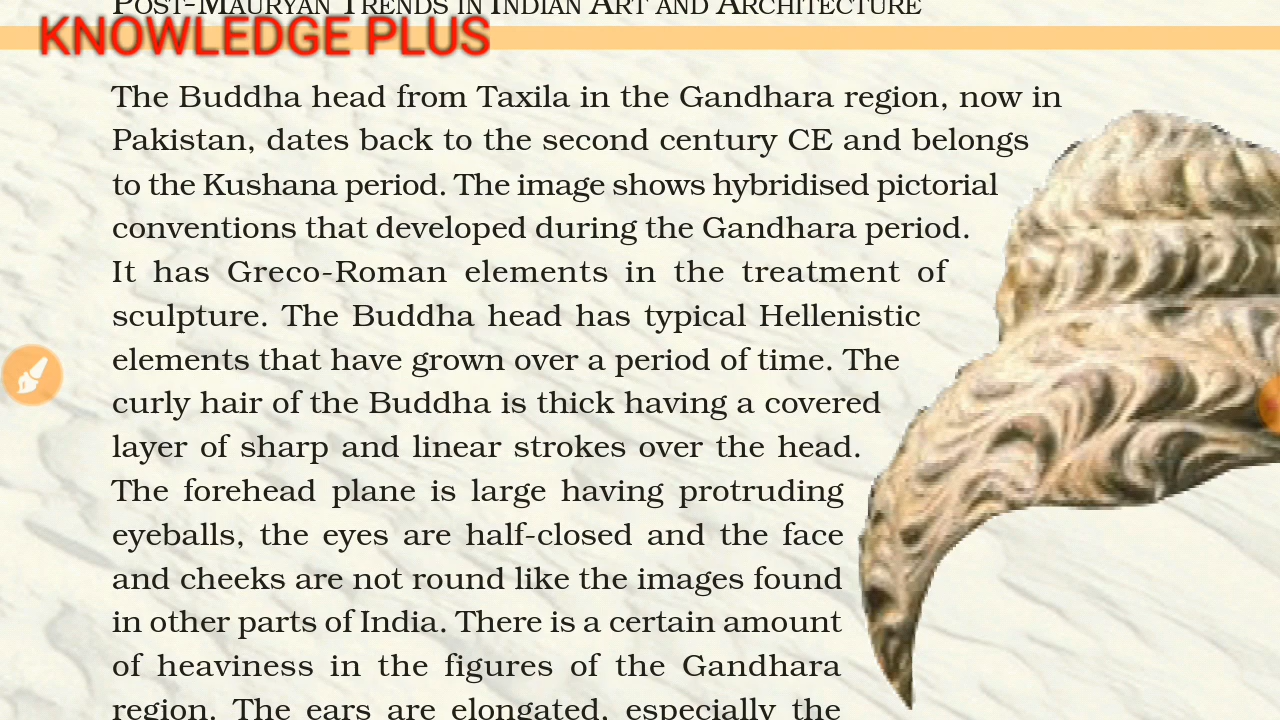 POST-MAURYAN TRENDS IN INDIAN ART AND ARCHITECTURE
KNOWLEDGE PLUS
The Buddha head from Taxila in the Gandhara region, now in
Pakistan, dates back to the second century CE and belongs
to the Kushana period. The image shows hybridised pictorial
conventions that developed during the Gandhara period.
It has Greco-Roman elements in the treatment of
sculpture. The Buddha head has typical Hellenistic
elements that have grown over a period of time. The
curly hair of the Buddha is thick having a covered
layer of sharp and linear strokes over the head.
The forehead plane is large having protruding
eyeballs, the eyes are half-closed and the face
and cheeks are not round like the images found
in other parts of India. There is a certain amount
of heaviness in the figures of the Gandhara
region. The ears are elongated, especially the